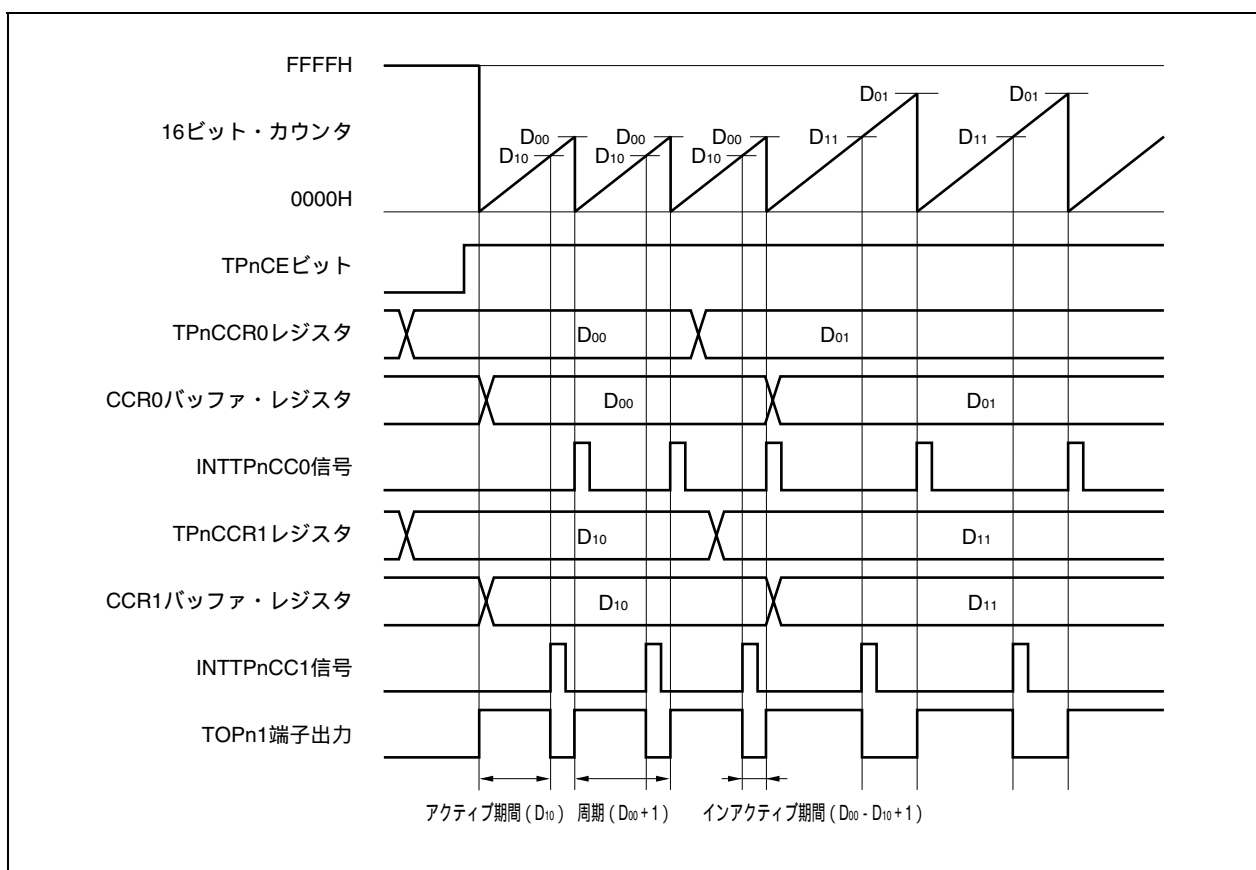 FFFFH
16ビット・カウンタ
0000H
D00 D00 D00 D01 D01
D10 D10 D10 D11 D11
TPnCEビット
TPnCCR0レジスタ D00 D01
CCR0バッファ・レジスタ D00 D01
INTTPnCC0信号
TPnCCR1レジスタ D10 D11
CCR1バッファ・レジスタ D10 D11
INTTPnCC1信号
TOPn1端子出力
アクティブ期間(D10) 周期(D00+1) インアクティブ期間(D00 - D10+1)